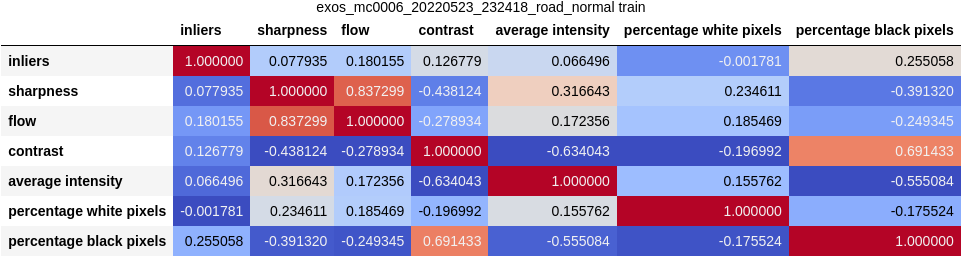 exos_mc0006_20220523_232418_road_normal train
inliers sharpness flow contrast average intensity percentage white pixels percentage black pixels
inliers 1.000000 0.077935 0.180155 0.126779 0.066496 -0.001781 0.255058
sharpness 0.077935 1.000000 0.837299 -0.438124 0.316643 0.234611 -0.391320
flow 0.180155 0.837299 1.000000 -0.278934 0.172356 0.185469 -0.249345
contrast 0.126779 -0.438124 -0.278934 1.000000 -0.634043 -0.196992 0.691433
average intensity 0.066496 0.316643 0.172356 -0.634043 1.000000 0.155762 -0.555084
percentage white pixels -0.001781 0.234611 0.185469 -0.196992 0.155762 1.000000 -0.175524
percentage black pixels 0.255058 -0.391320 -0.249345 0.691433 -0.555084 -0.175524 1.000000